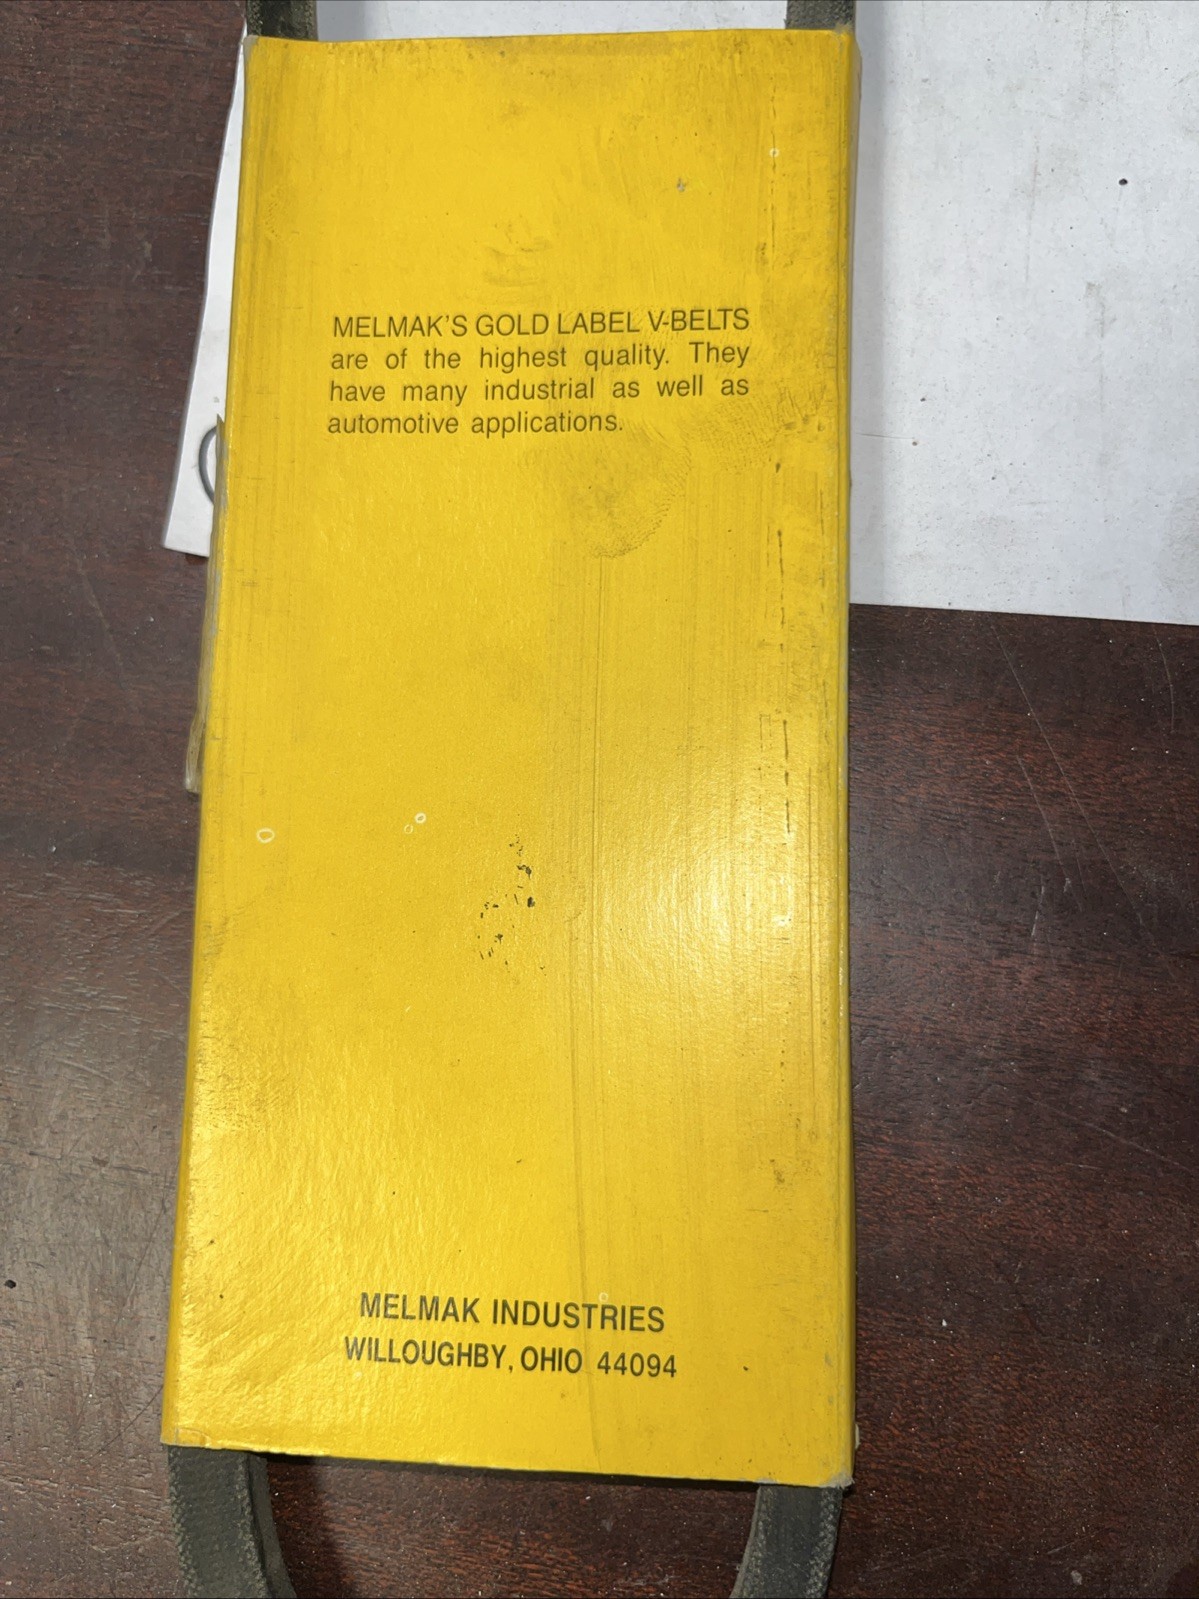 MELMAK'S GOLD LABEL V-BELTS
are of the highest quality. They
have many industrial as well as
automotive applications.
MELMAK INDUSTRIES
WILLOUGHBY, OHIO 44094